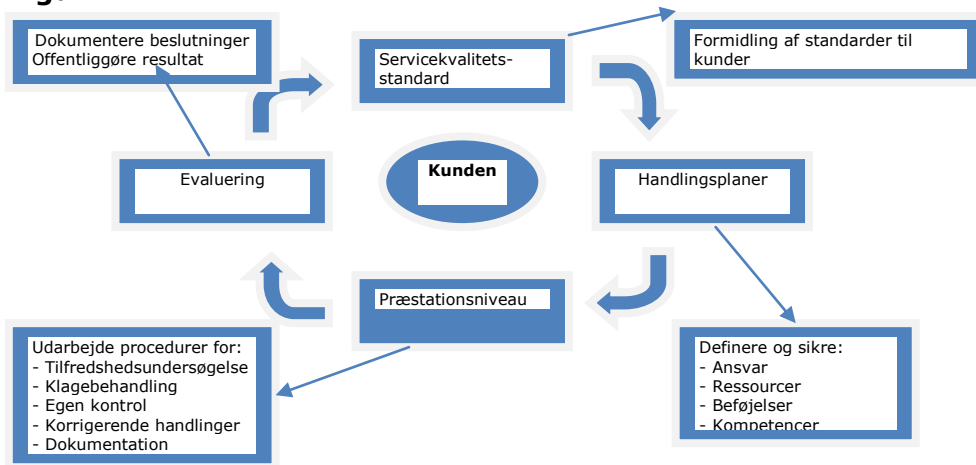 Dokumentere beslutninger
Offentliggøre resultat
Servicekvalitets-
standard
Formidling af standarder til
kunder
Evaluering
Kunden
Handlingsplaner
Præstationsniveau
Udarbejde procedurer for:
- Tilfredshedsundersøgelse
- Klagebehandling
- Egen kontrol
- Korrigerende handlinger
- Dokumentation
Definere og sikre:
- Ansvar
- Ressourcer
- Beføjelser
- Kompetencer